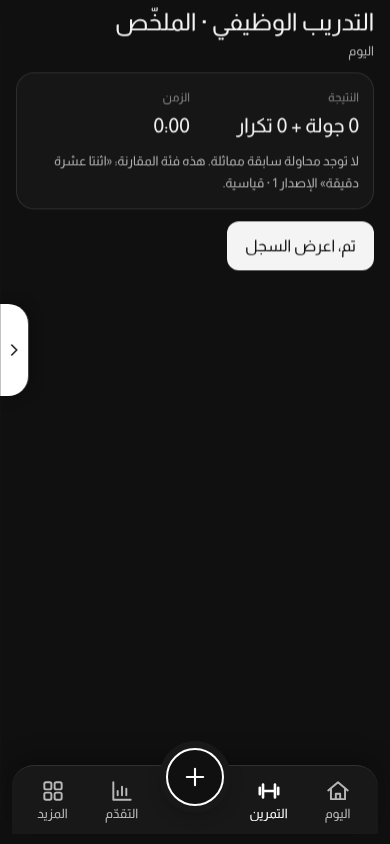 التدريب الوظيفي · الملخّص
اليوم
النتيجة
الزمن
0 جولة + 0 تكرار
0:00
لا توجد محاولة سابقة مماثلة. هذه فئة المقارنة: «اثنتا عشرة
دقيقة» الإصدار 1 · قياسية.
تم، اعرض السجل
اليوم
التمرين
التقدّم
المزيد